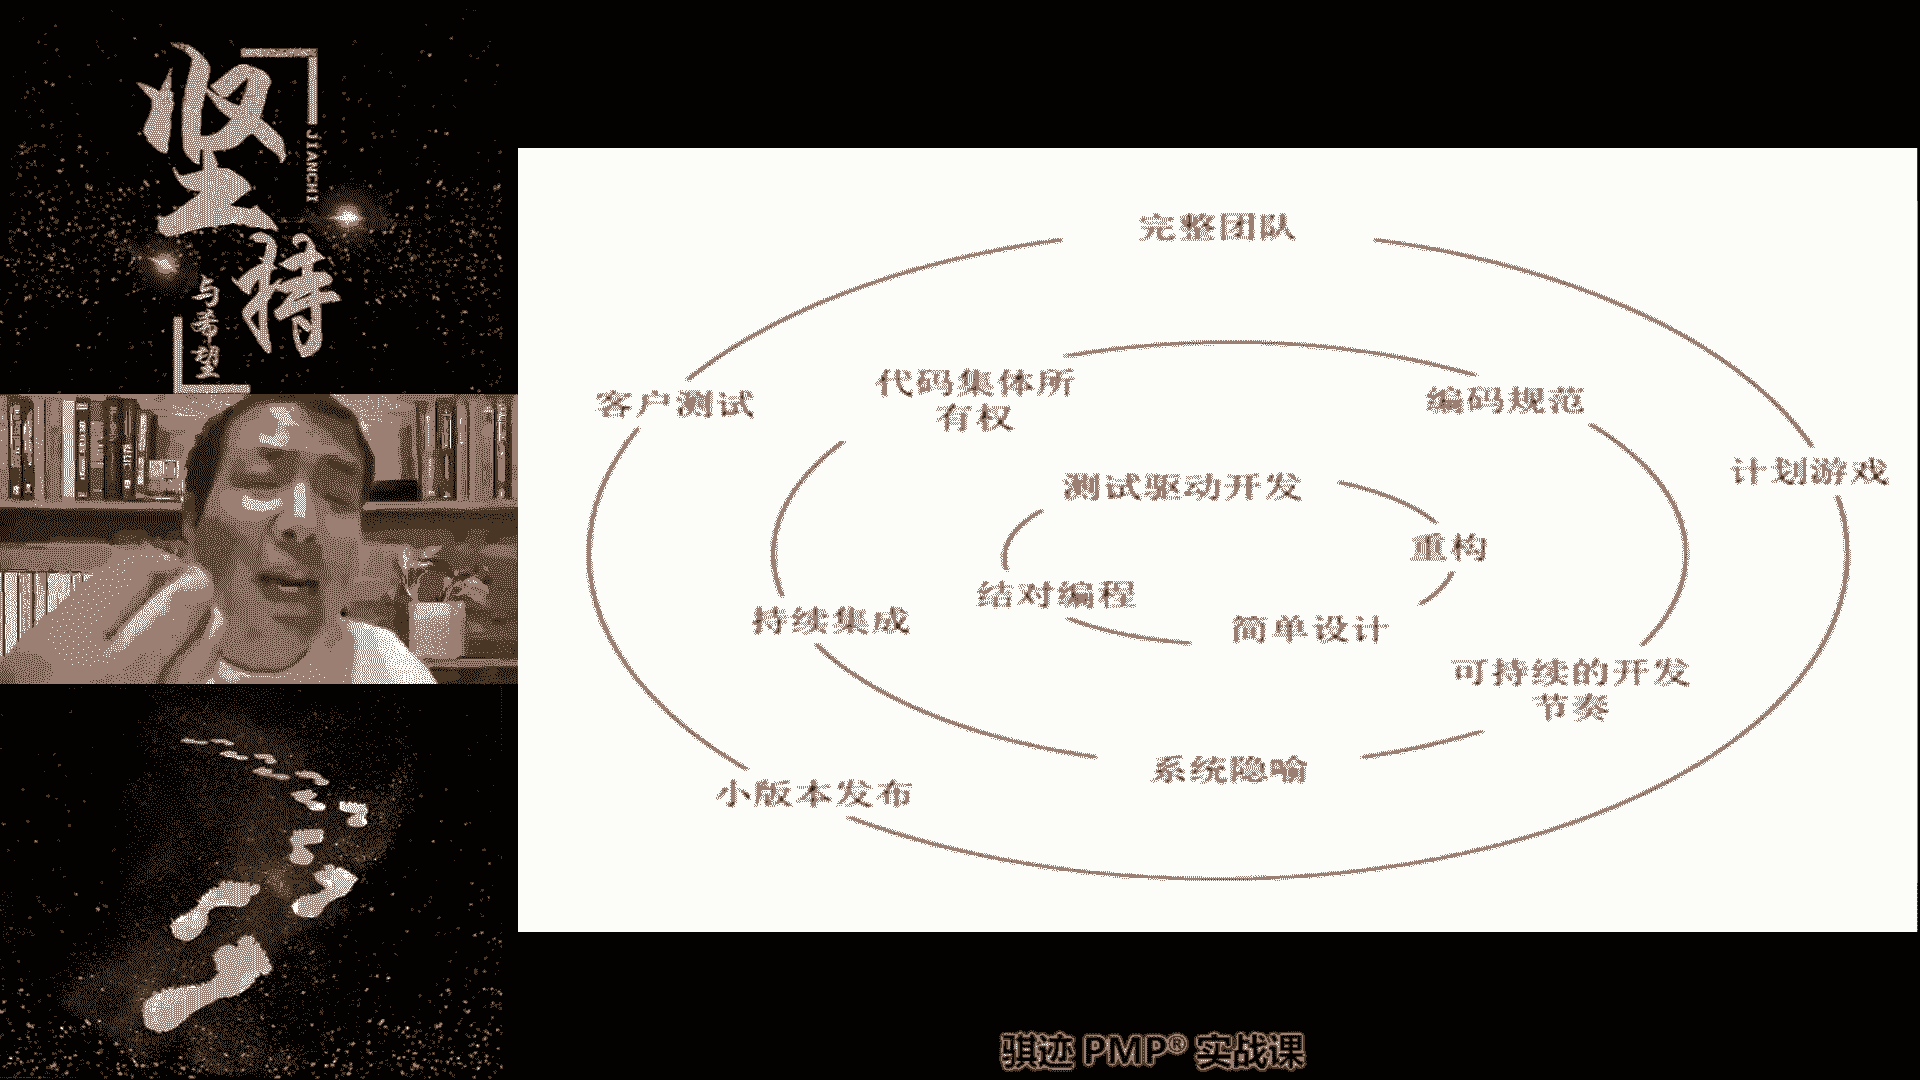 坚持
JIANCHI
与希望
完整团队
客户测试
代码集体所
有权
编码规范
计划游戏
测试驱动开发
重构
结对编程
持续集成
简单设计
可持续的开发
节奏
系统隐喻
小版本发布
骐迹 PMP® 实战课